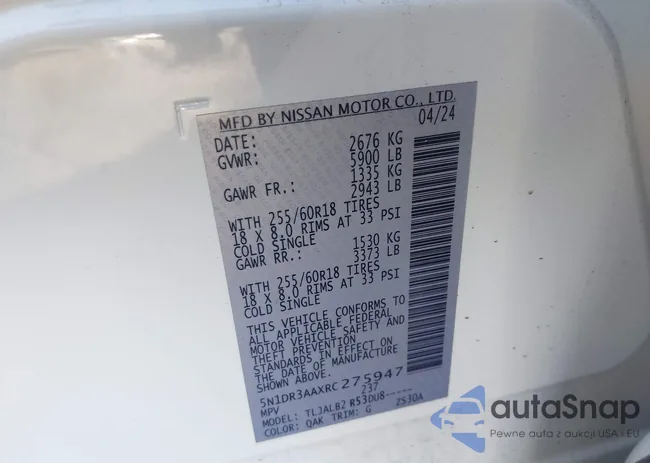 MFD BY NISSAN MOTOR CO., LTD.
DATE: 04/24
GVWR: 2676 KG
5900 LB
GAWR FR.: 1335 KG
2943 LB
WITH 255/60R18 TIRES
18 X 8.0 RIMS AT 33 PSI
COLD SINGLE
GAWR RR.: 1530 KG
3373 LB
WITH 255/60R18 TIRES
18 X 8.0 RIMS AT 33 PSI
COLD SINGLE
THIS VEHICLE CONFORMS TO
ALL APPLICABLE FEDERAL
MOTOR VEHICLE SAFETY AND
THEFT PREVENTION
STANDARDS IN EFFECT ON
THE DATE OF MANUFACTURE
SHOWN ABOVE.
5N1DR3AAXRC275947
MPV 237
MODEL: TLJALB2 R53DU8-----
COLOR: QAK TRIM: G ZS30A
autoSnap
Pewne auta z aukcji USA i EU